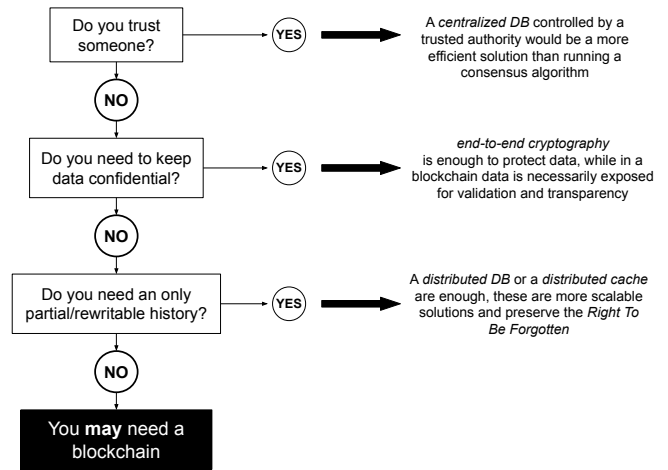 Do you trust
someone?
YES
A centralized DB controlled by a
trusted authority would be a more
efficient solution than running a
consensus algorithm
NO
Do you need to keep
data confidential?
YES
end-to-end cryptography
is enough to protect data, while in a
blockchain data is necessarily exposed
for validation and transparency
NO
Do you need an only
partial/rewritable history?
YES
A distributed DB or a distributed cache
are enough, these are more scalable
solutions and preserve the Right To
Be Forgotten
NO
You may need a
blockchain